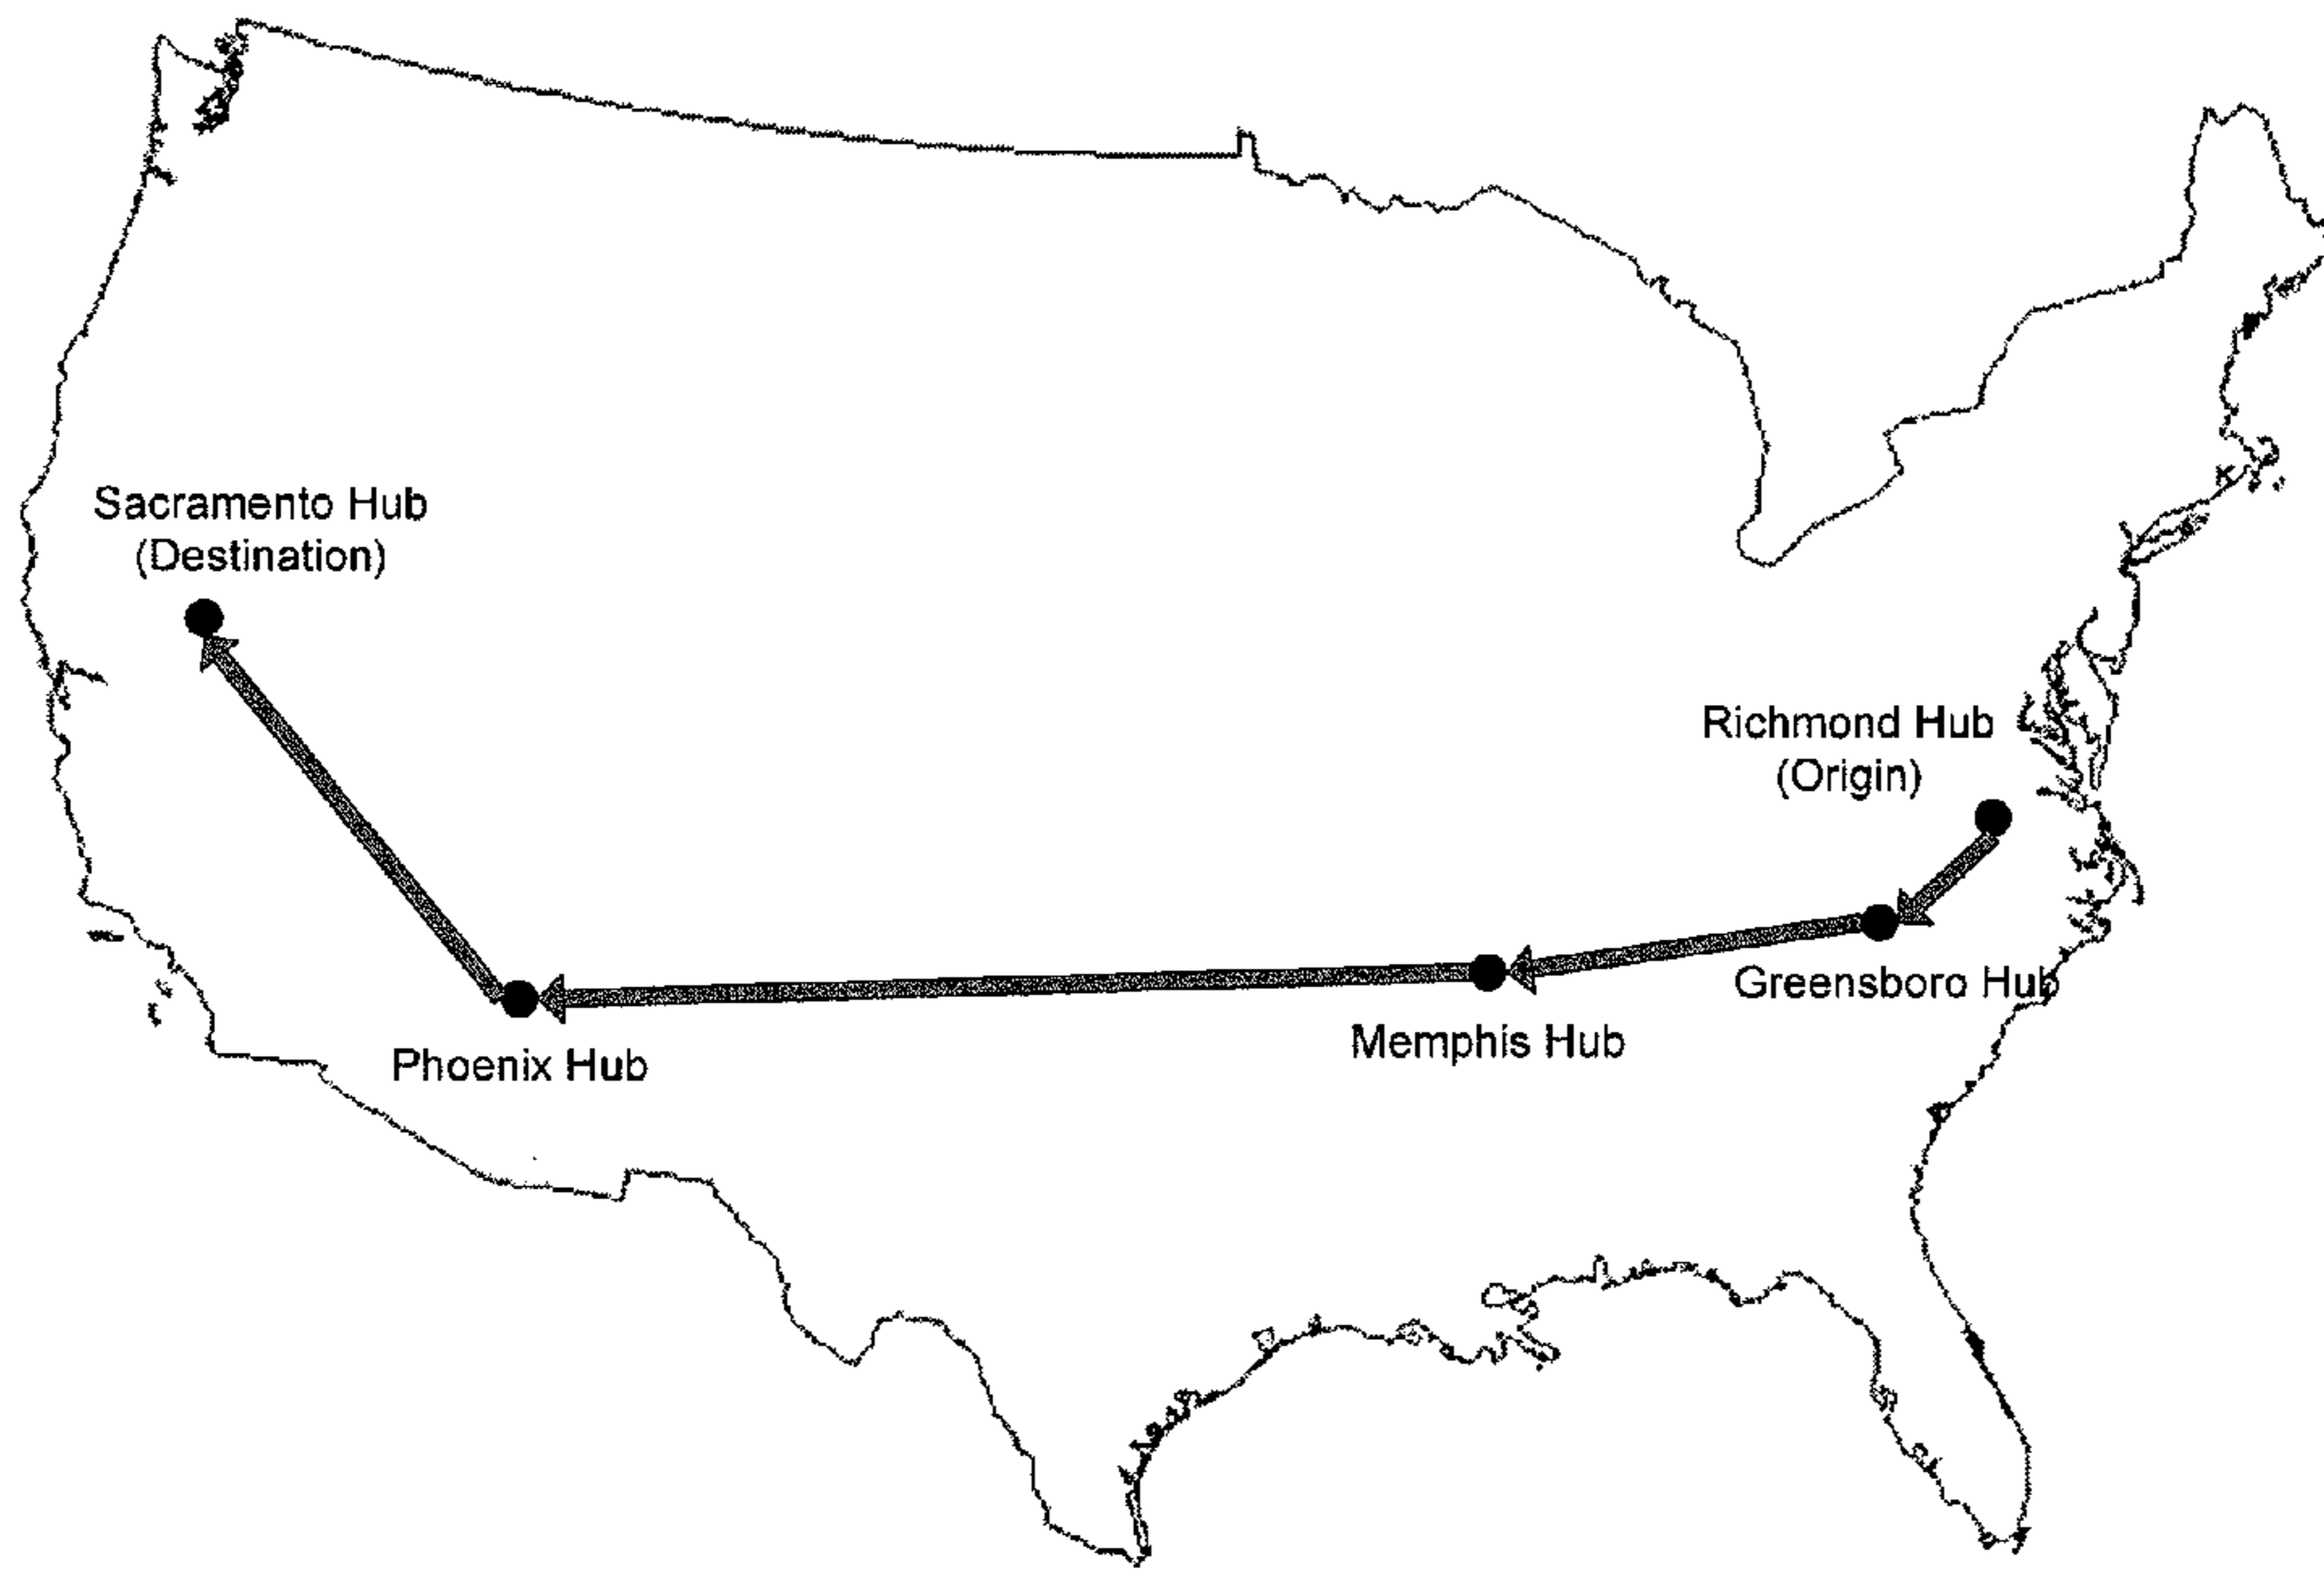 Sacramento Hub
(Destination)
Richmond Hub
(Origin)
Greensboro Hub
Memphis Hub
Phoenix Hub